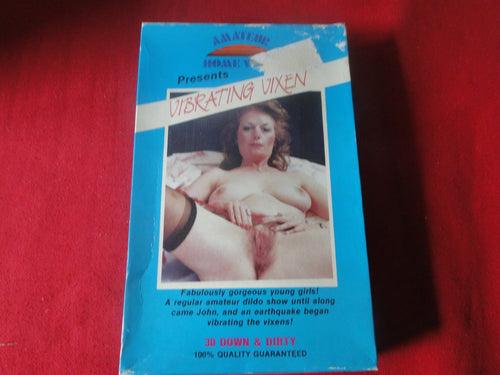 AMATEUR
HOME
Presents
VIBRATING VIXEN
Fabulously gorgeous young girls!
A regular amateur dildo show until along
came John, and an earthquake began
vibrating the vixens!
30 DOWN & DIRTY
100% QUALITY GUARANTEED